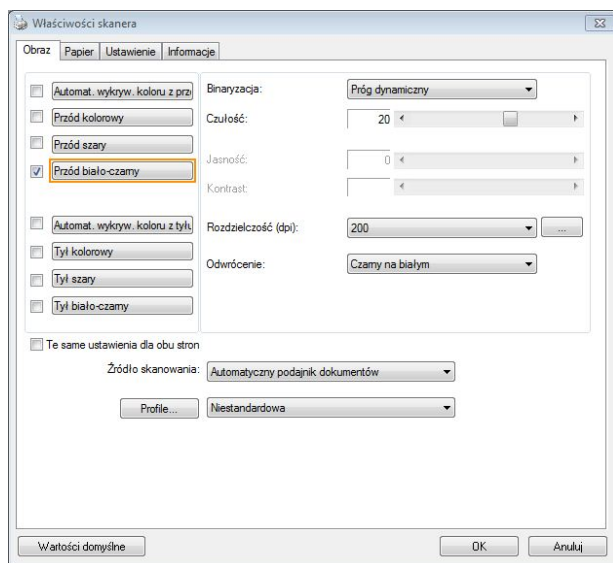 Właściwości skanera
Obraz Papier Ustawienie Informacje
Automat. wykryw. koloru z prze
Binaryzacja: Próg dynamiczny
Przód kolorowy
Czułość: 20
Przód szary
Jasność: 0
Przód biało-czarny
Kontrast:
Automat. wykryw. koloru z tyłu
Rozdzielczość (dpi): 200 ...
Tył kolorowy
Odwrócenie: Czarny na białym
Tył szary
Tył biało-czarny
Te same ustawienia dla obu stron
Źródło skanowania: Automatyczny podajnik dokumentów
Profile... Niestandardowa
Wartości domyślne OK Anuluj